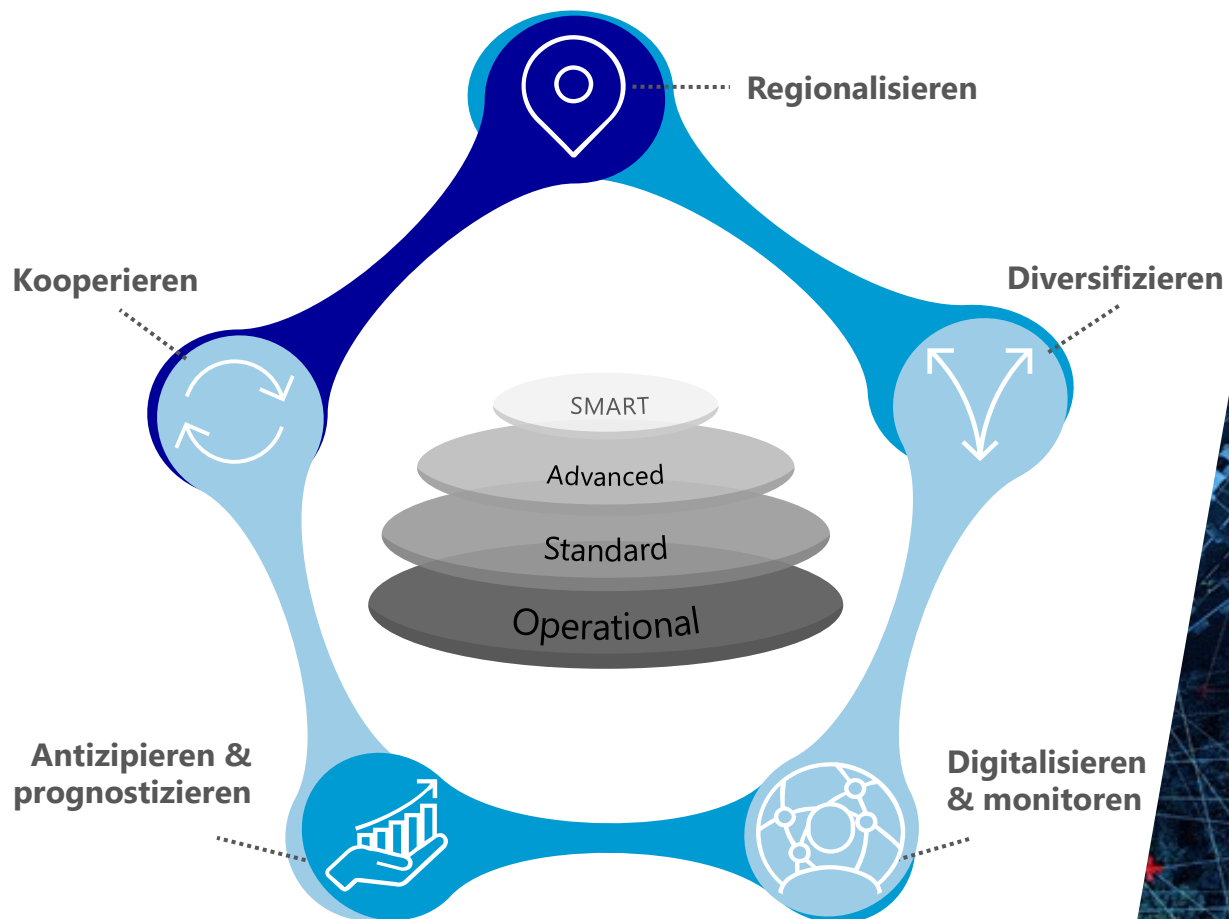 Regionalisieren
Kooperieren
Diversifizieren
SMART
Advanced
Standard
Operational
Antizipieren &
prognostizieren
Digitalisieren
& monitoren